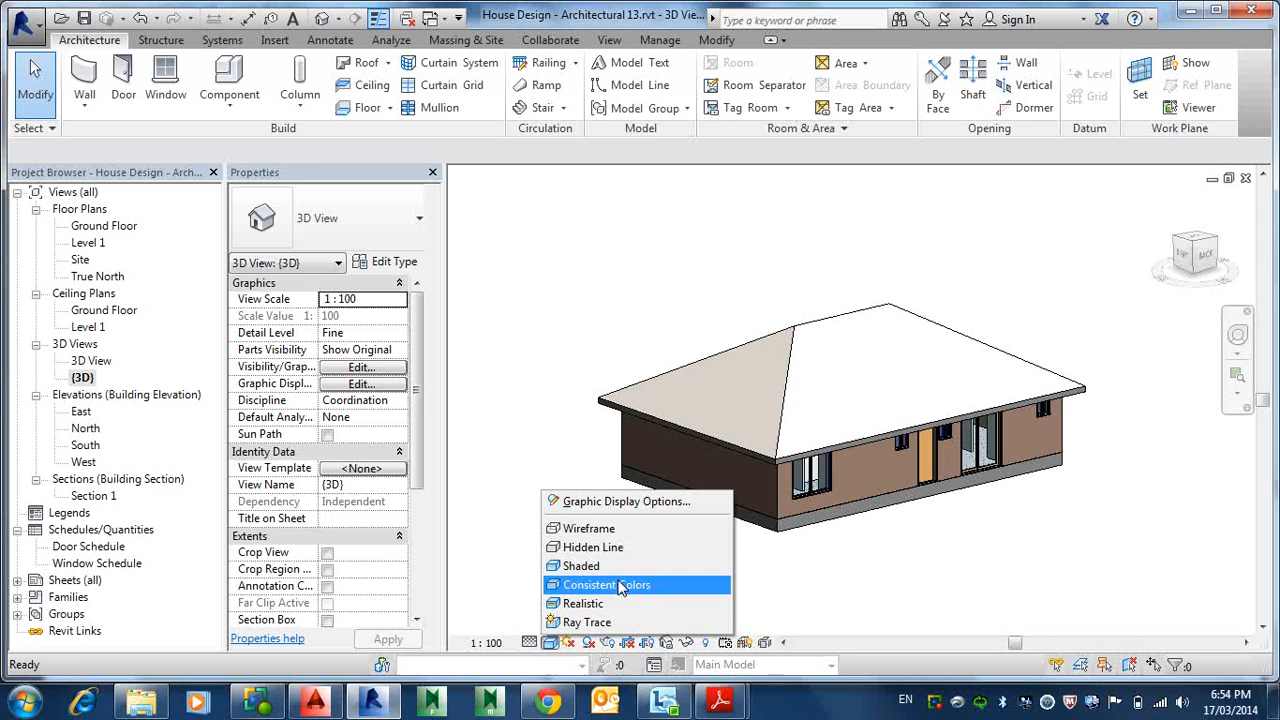 House Design - Architectural 13.rvt - 3D Vie...
Type a keyword or phrase
Sign In
Architecture Structure Systems Insert Annotate Analyze Massing & Site Collaborate View Manage Modify
Modify
Wall
Door
Window
Component
Column
Roof
Ceiling
Floor
Curtain System
Curtain Grid
Mullion
Railing
Ramp
Stair
Model Text
Model Line
Model Group
Room
Room Separator
Tag Room
Area
Area Boundary
Tag Area
By Face
Shaft
Wall
Vertical
Dormer
Level
Grid
Set
Show
Ref Plane
Viewer
Select Build Circulation Model Room & Area Opening Datum Work Plane
Project Browser - House Design - Arch...
Views (all)
Floor Plans
Ground Floor
Level 1
Site
True North
Ceiling Plans
Ground Floor
Level 1
3D Views
3D View
{3D}
Elevations (Building Elevation)
East
North
South
West
Sections (Building Section)
Section 1
Legends
Schedules/Quantities
Door Schedule
Window Schedule
Sheets (all)
Families
Groups
Revit Links
Properties
3D View
3D View: {3D} Edit Type
Graphics
View Scale 1 : 100
Scale Value 1: 100
Detail Level Fine
Parts Visibility Show Original
Visibility/Grap... Edit...
Graphic Displ... Edit...
Discipline Coordination
Default Analy... None
Sun Path
Identity Data
View Template <None>
View Name {3D}
Dependency Independent
Title on Sheet
Extents
Crop View
Crop Region ...
Annotation C...
Far Clip Active
Section Box
Properties help Apply
BACK
Graphic Display Options...
Wireframe
Hidden Line
Shaded
Consistent Colors
Realistic
Ray Trace
1 : 100
Ready
:0
Main Model
:0
EN
6:54 PM
17/03/2014